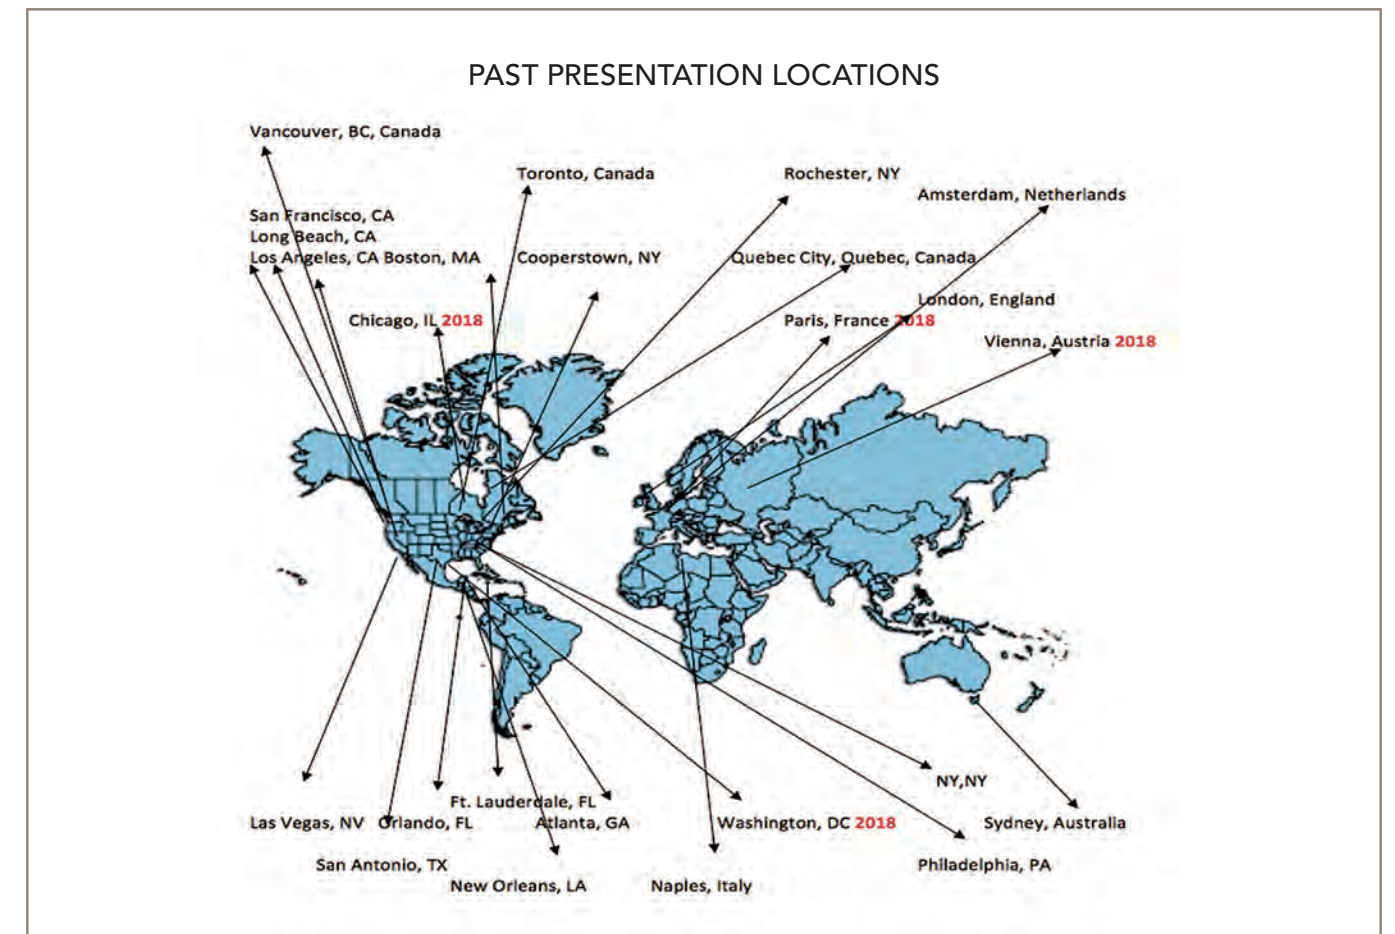 PAST PRESENTATION LOCATIONS
Vancouver, BC, Canada
Toronto, Canada
Rochester, NY
Amsterdam, Netherlands
San Francisco, CA
Long Beach, CA
Los Angeles, CA Boston, MA
Cooperstown, NY
Quebec City, Quebec, Canada
London, England
Chicago, IL 2018
Paris, France 2018
Vienna, Austria 2018
NY,NY
Ft. Lauderdale, FL
Las Vegas, NV
Orlando, FL
Atlanta, GA
Washington, DC 2018
Sydney, Australia
San Antonio, TX
Philadelphia, PA
New Orleans, LA
Naples, Italy